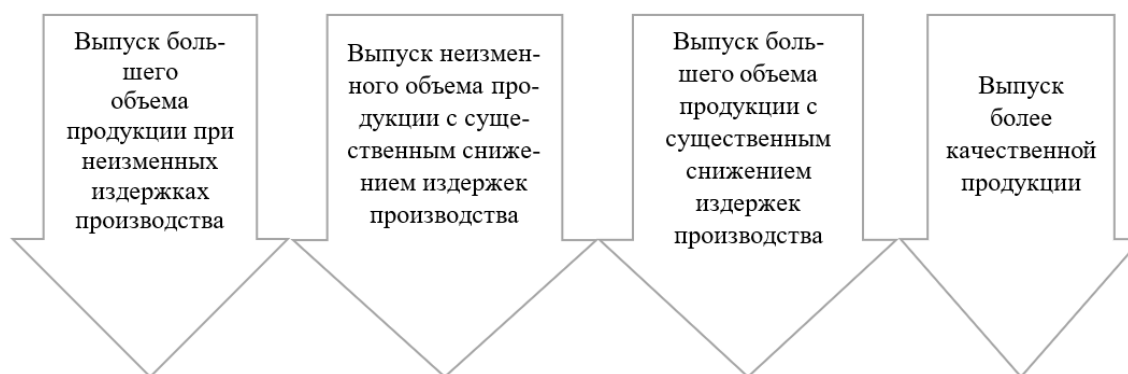 Выпуск боль-
шего
объема
продукции при
неизменных
издержках
производства
Выпуск неизмен-
ного объема про-
дукции с суще-
ственным сниже-
нием издержек
производства
Выпуск боль-
шего объема
продукции с
существенным
снижением
издержек
производства
Выпуск
более
качественной
продукции